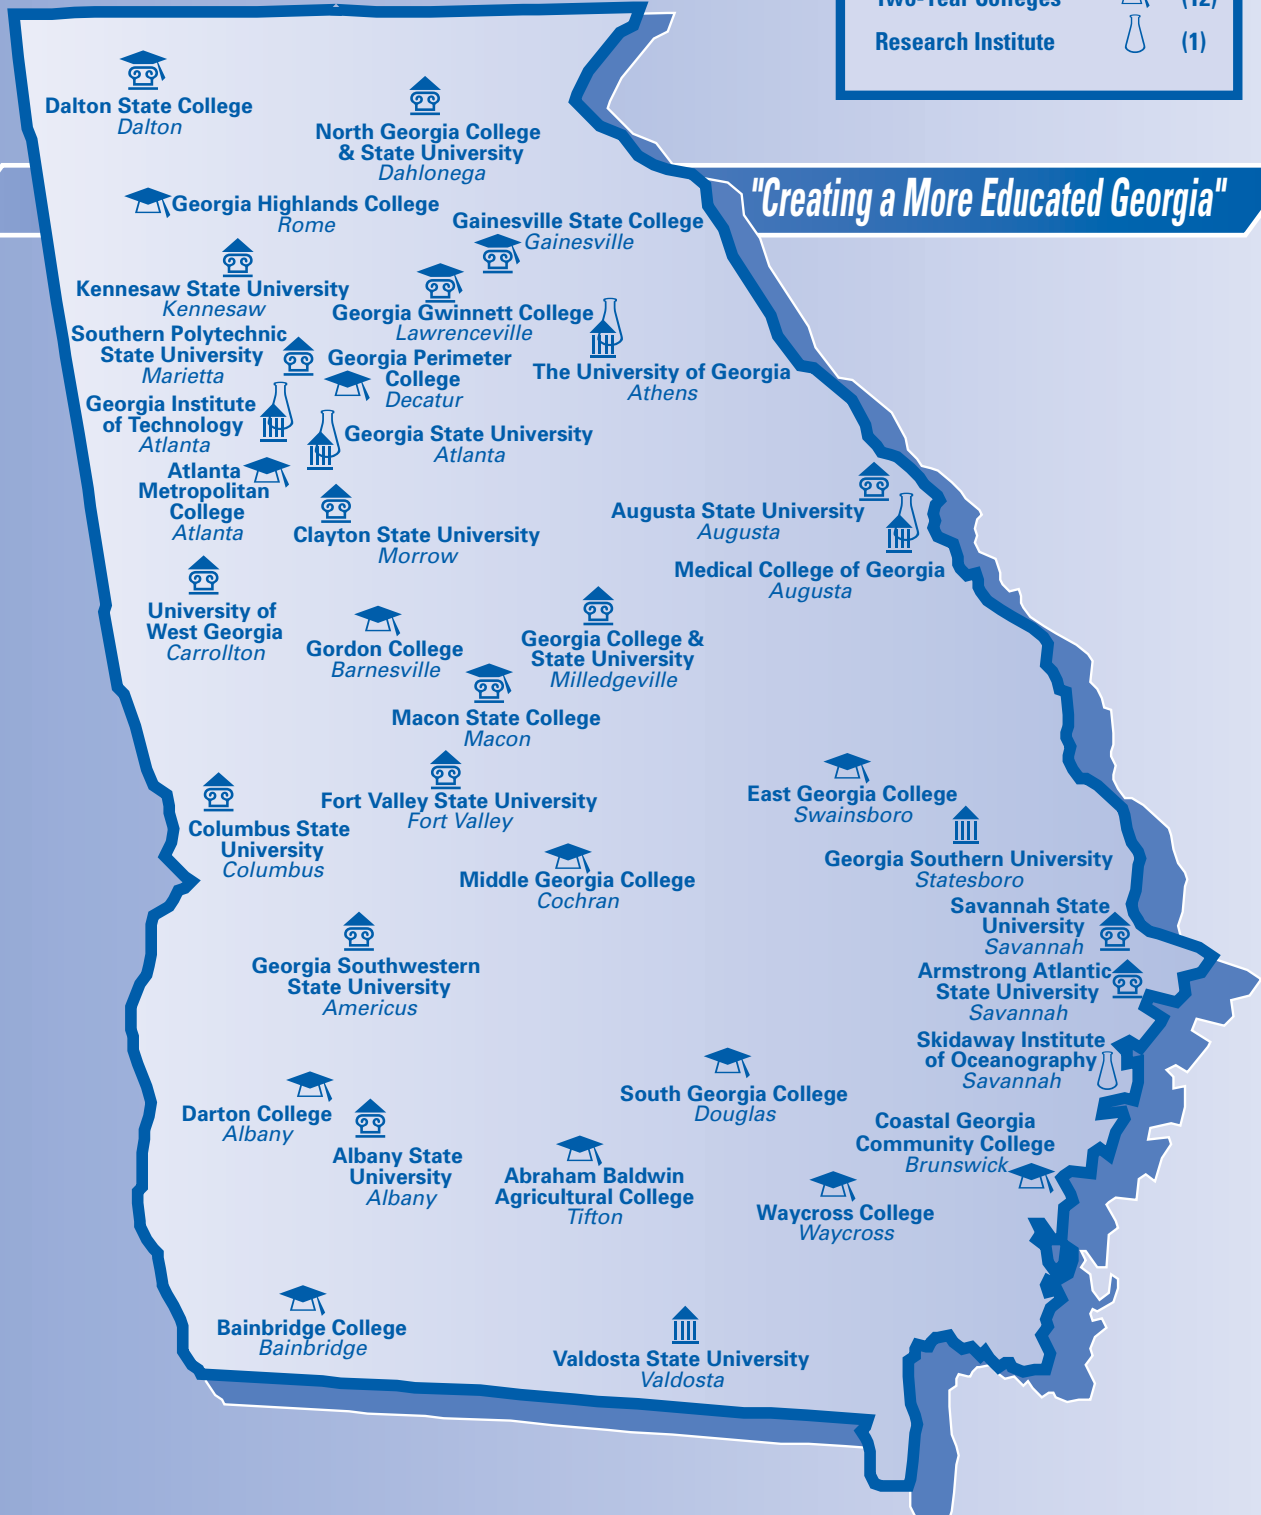 Two-Year Colleges (12)
Research Institute (1)
"Creating a More Educated Georgia"
Dalton State College
Dalton
North Georgia College
& State University
Dahlonega
Georgia Highlands College
Rome
Gainesville State College
Gainesville
Kennesaw State University
Kennesaw
Georgia Gwinnett College
Lawrenceville
Southern Polytechnic
State University
Marietta
Georgia Perimeter
College
Decatur
The University of Georgia
Athens
Georgia Institute
of Technology
Atlanta
Georgia State University
Atlanta
Atlanta
Metropolitan
College
Atlanta
Clayton State University
Morrow
Augusta State University
Augusta
Medical College of Georgia
Augusta
University of
West Georgia
Carrollton
Gordon College
Barnesville
Georgia College &
State University
Milledgeville
Macon State College
Macon
Fort Valley State University
Fort Valley
East Georgia College
Swainsboro
Columbus State
University
Columbus
Georgia Southern University
Statesboro
Middle Georgia College
Cochran
Savannah State
University
Savannah
Georgia Southwestern
State University
Americus
Armstrong Atlantic
State University
Savannah
Skidaway Institute
of Oceanography
Savannah
South Georgia College
Douglas
Darton College
Albany
Albany State
University
Albany
Coastal Georgia
Community College
Brunswick
Abraham Baldwin
Agricultural College
Tifton
Waycross College
Waycross
Bainbridge College
Bainbridge
Valdosta State University
Valdosta